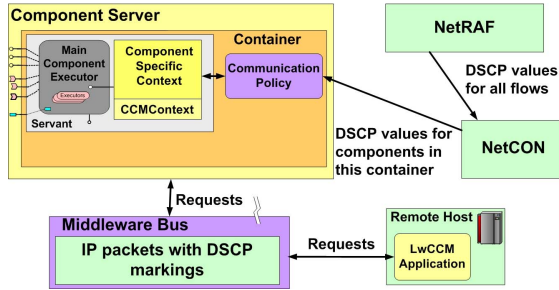 Component Server
Container
Main
Component
Executor
Executors
Component
Specific
Context
CCMContext
Servant
Communication
Policy
NetRAF
DSCP values
for all flows
NetCON
DSCP values for
components in
this container
Requests
Middleware Bus
IP packets with DSCP
markings
Requests
Remote Host
LwCCM
Application